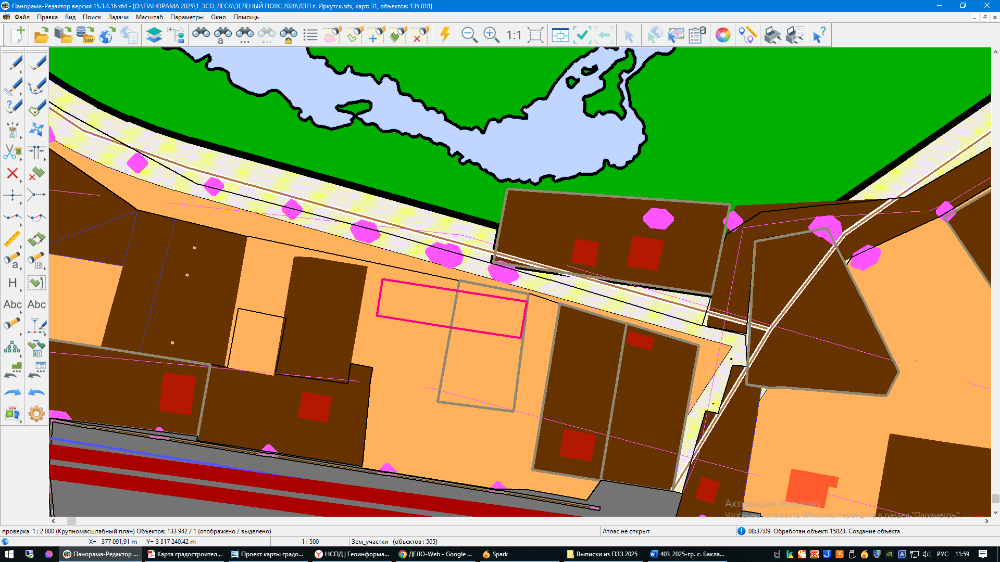 Панорама-Редактор версия 15.3.4.16 x64 - [D:\ПАНОРАМА 2025\1_ЭСО_ЛЕСА\ЗЕЛЕНЫЙ ПОЯС 2020\ЛЗП г. Иркутск.sitx, карт: 31, объектов: 135 818]
Файл Правка Вид Поиск Задачи Масштаб Параметры Окно Помощь
DBM a 1:1 a ?
?
a
H
Abc Abc
Активация Windows
Чтобы активировать Windows, перейдите в раздел "Параметры".
проверка 1 : 2 000 (Крупномасштабный план) Объектов: 133 942 / 1 (отображено / выделено) Атлас не открыт 08:37:09 Обработан объект: 15823. Создание объекта
X= 377 091,91 m Y= 3 317 240,42 m 1 : 500 Зем_участки (объектов : 505)
Панорама-Редактор ... Карта градостроител... Проект карты градо... НСПД | Геоинформа... ДЕЛО-Web - Google ... Spark Выписки из ПЗЗ 2025 403_2025-гр. с. Бакла... РУС 11:59